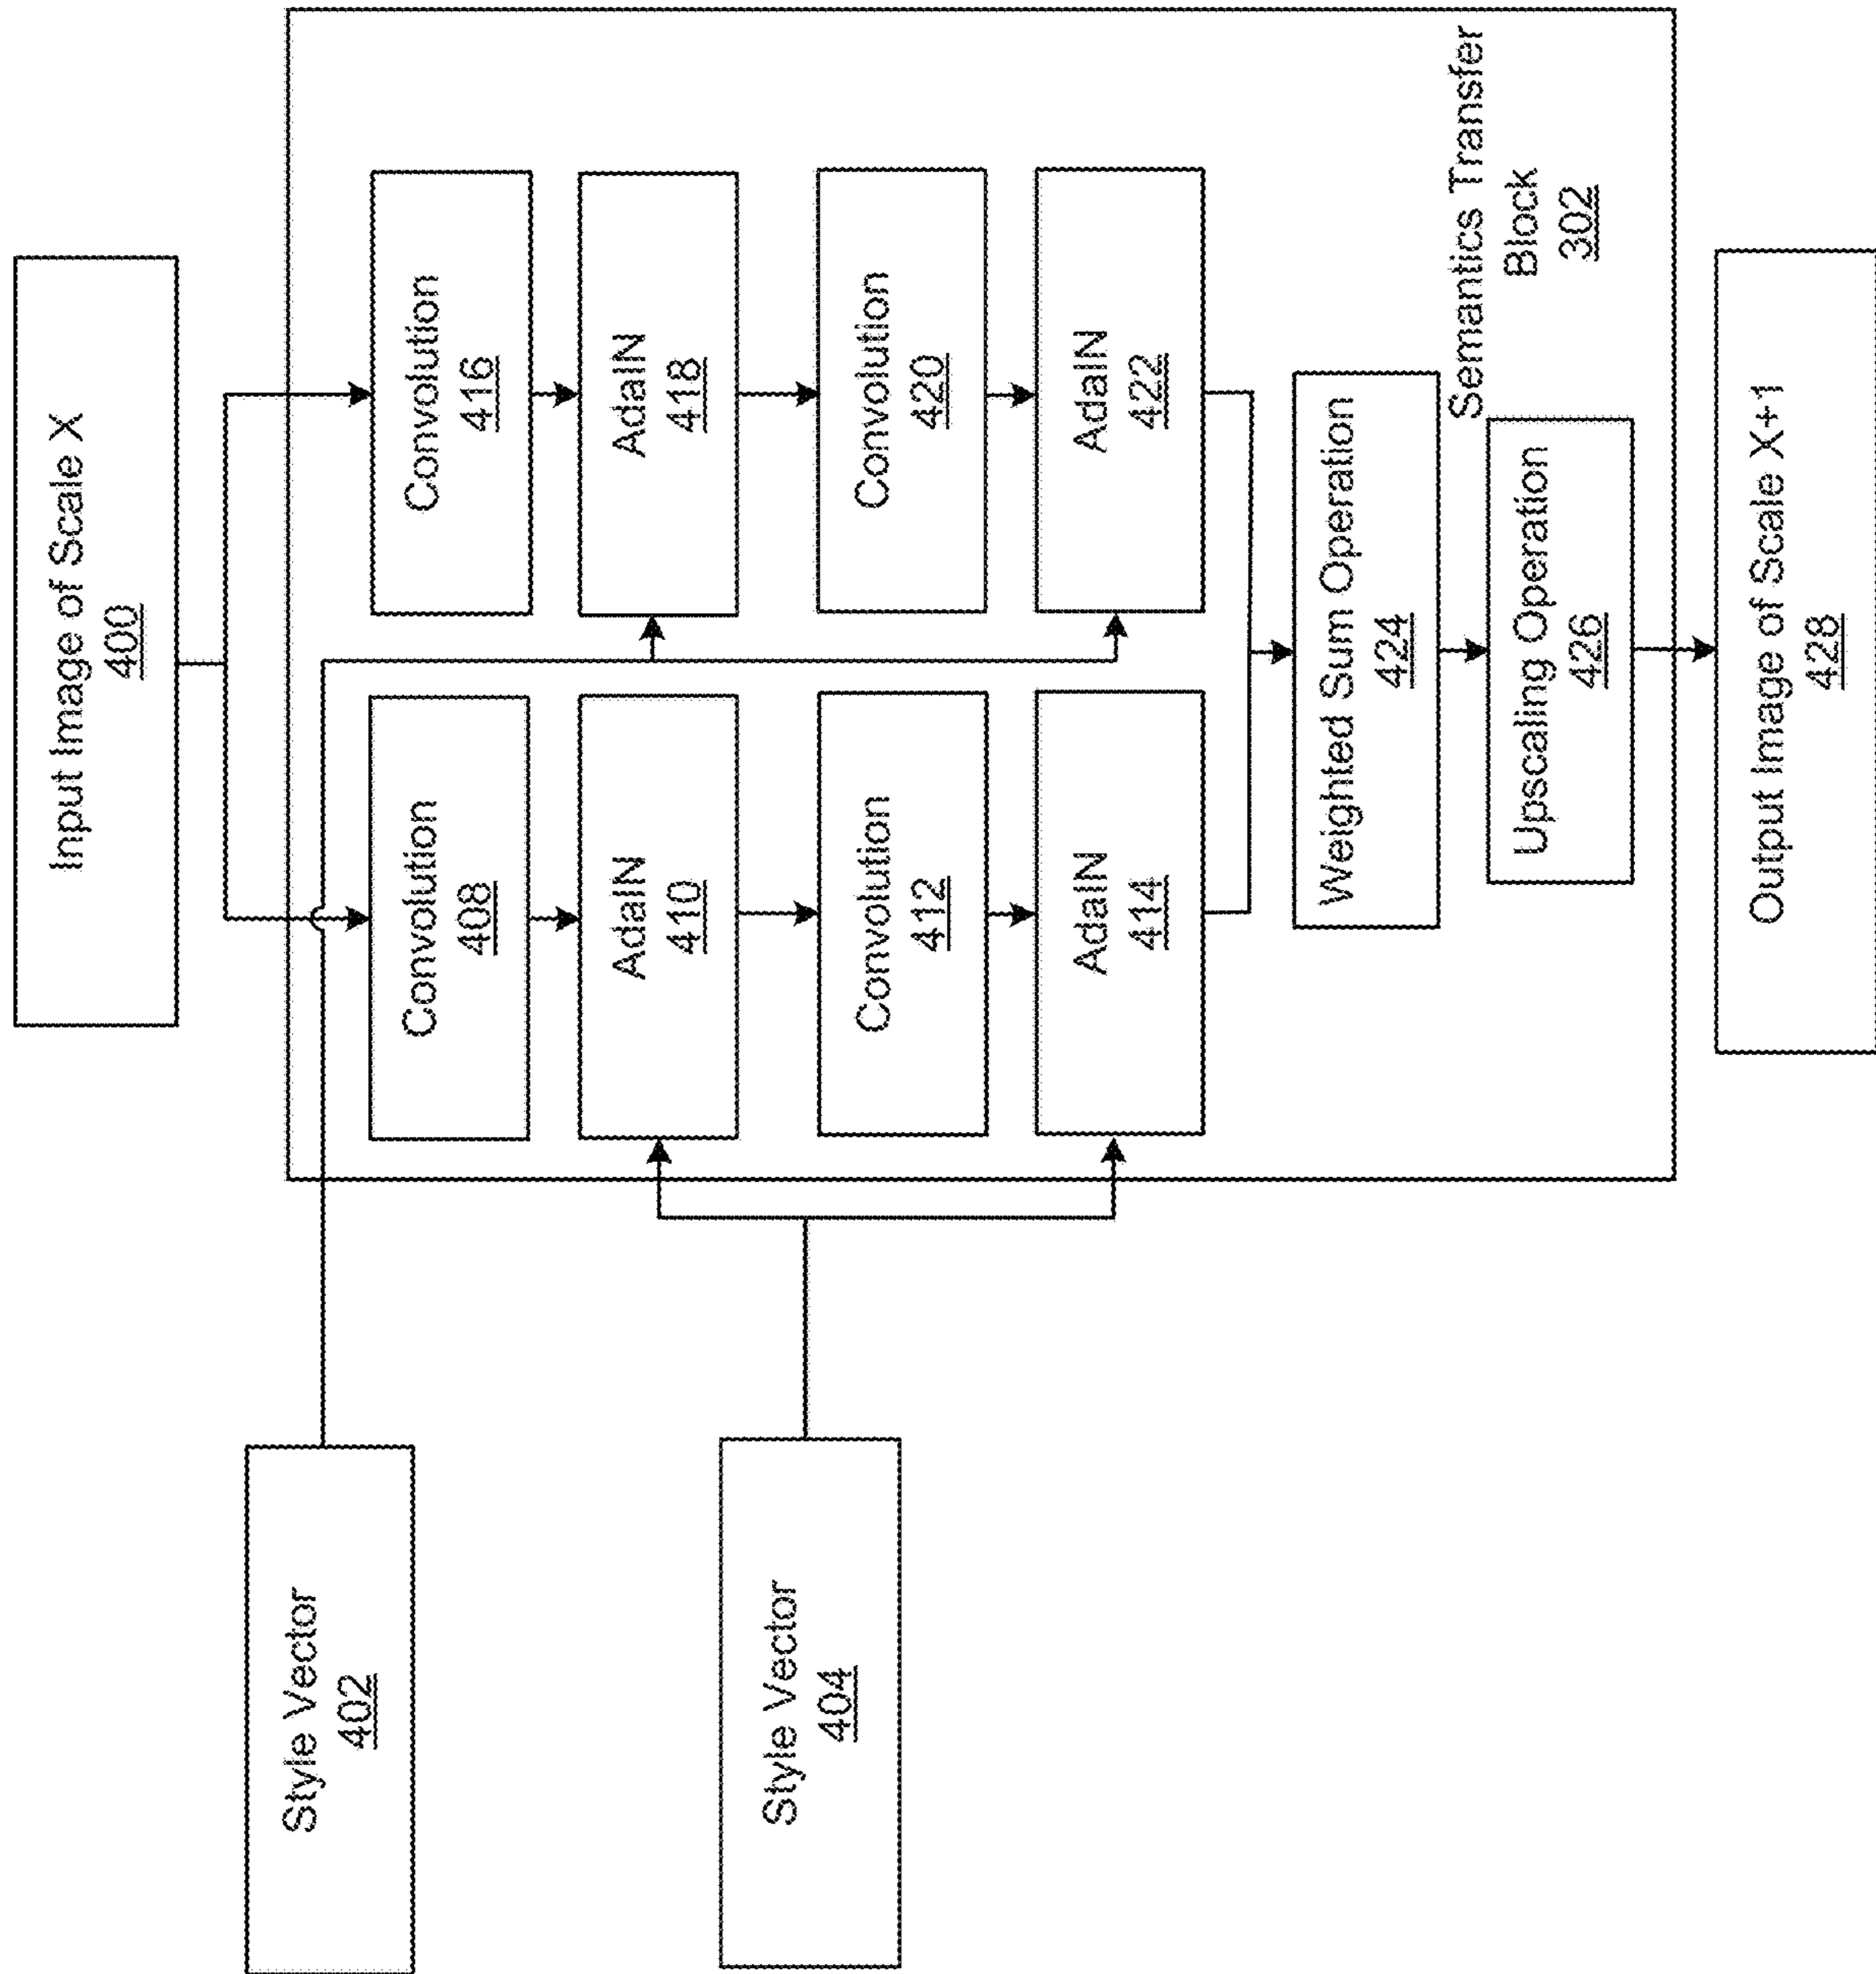 Input Image of Scale X
400
Style Vector
402
Style Vector
404
Convolution
408
AdaIN
410
Convolution
412
AdaIN
414
Convolution
416
AdaIN
418
Convolution
420
AdaIN
422
Weighted Sum Operation
424
Upscaling Operation
426
Semantics Transfer
Block
302
Output Image of Scale X+1
428